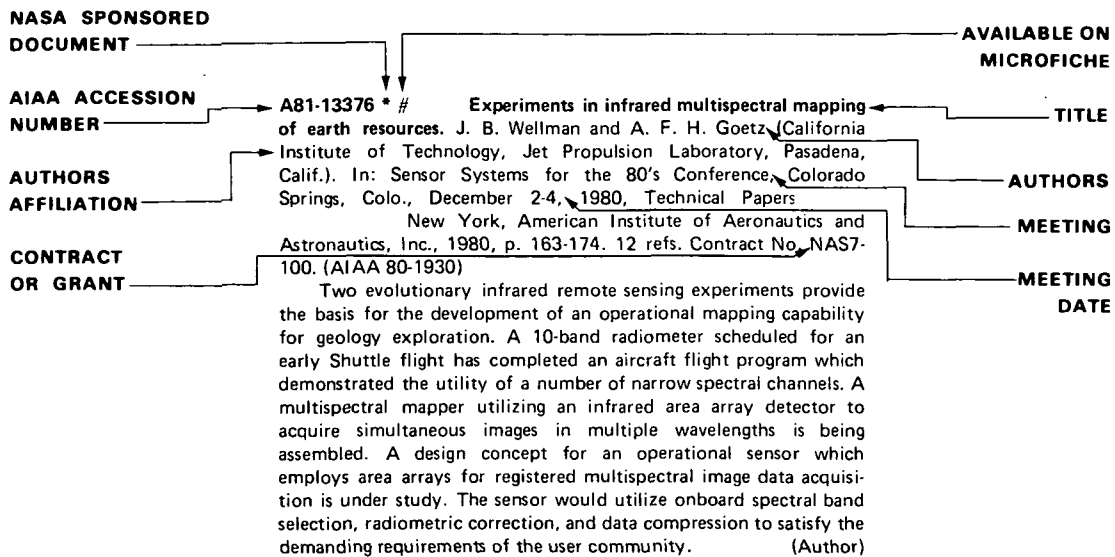 NASA SPONSORED
DOCUMENT
AVAILABLE ON
MICROFICHE
AIAA ACCESSION
NUMBER
A81-13376 * # Experiments in infrared multispectral mapping
TITLE
of earth resources. J. B. Wellman and A. F. H. Goetz (California
Institute of Technology, Jet Propulsion Laboratory, Pasadena,
AUTHORS
AFFILIATION
Calif.). In: Sensor Systems for the 80's Conference, Colorado
AUTHORS
Springs, Colo., December 2-4, 1980, Technical Papers
New York, American Institute of Aeronautics and
MEETING
Astronautics, Inc., 1980, p. 163-174. 12 refs. Contract No. NAS7-
CONTRACT
OR GRANT
100. (AIAA 80-1930)
MEETING
DATE
Two evolutionary infrared remote sensing experiments provide
the basis for the development of an operational mapping capability
for geology exploration. A 10-band radiometer scheduled for an
early Shuttle flight has completed an aircraft flight program which
demonstrated the utility of a number of narrow spectral channels. A
multispectral mapper utilizing an infrared area array detector to
acquire simultaneous images in multiple wavelengths is being
assembled. A design concept for an operational sensor which
employs area arrays for registered multispectral image data acquisi-
tion is under study. The sensor would utilize onboard spectral band
selection, radiometric correction, and data compression to satisfy the
demanding requirements of the user community. (Author)